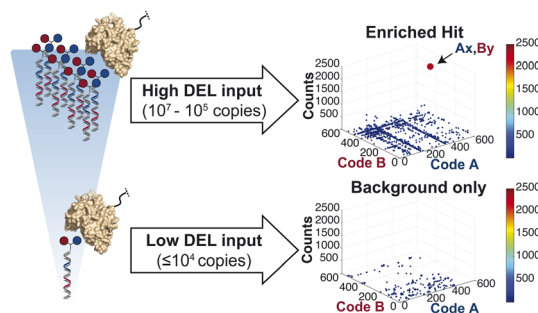 High DEL input
(10⁷ - 10⁵ copies)
Enriched Hit
Ax,By
Counts
2500
2000
1500
1000
500
600
400
200
0
0
200
400
600
Code B
Code A
2500
2000
1500
1000
500
Low DEL input
(≤10⁴ copies)
Background only
Counts
2500
2000
1500
1000
500
600
400
200
0
0
200
400
600
Code B
Code A
2500
2000
1500
1000
500